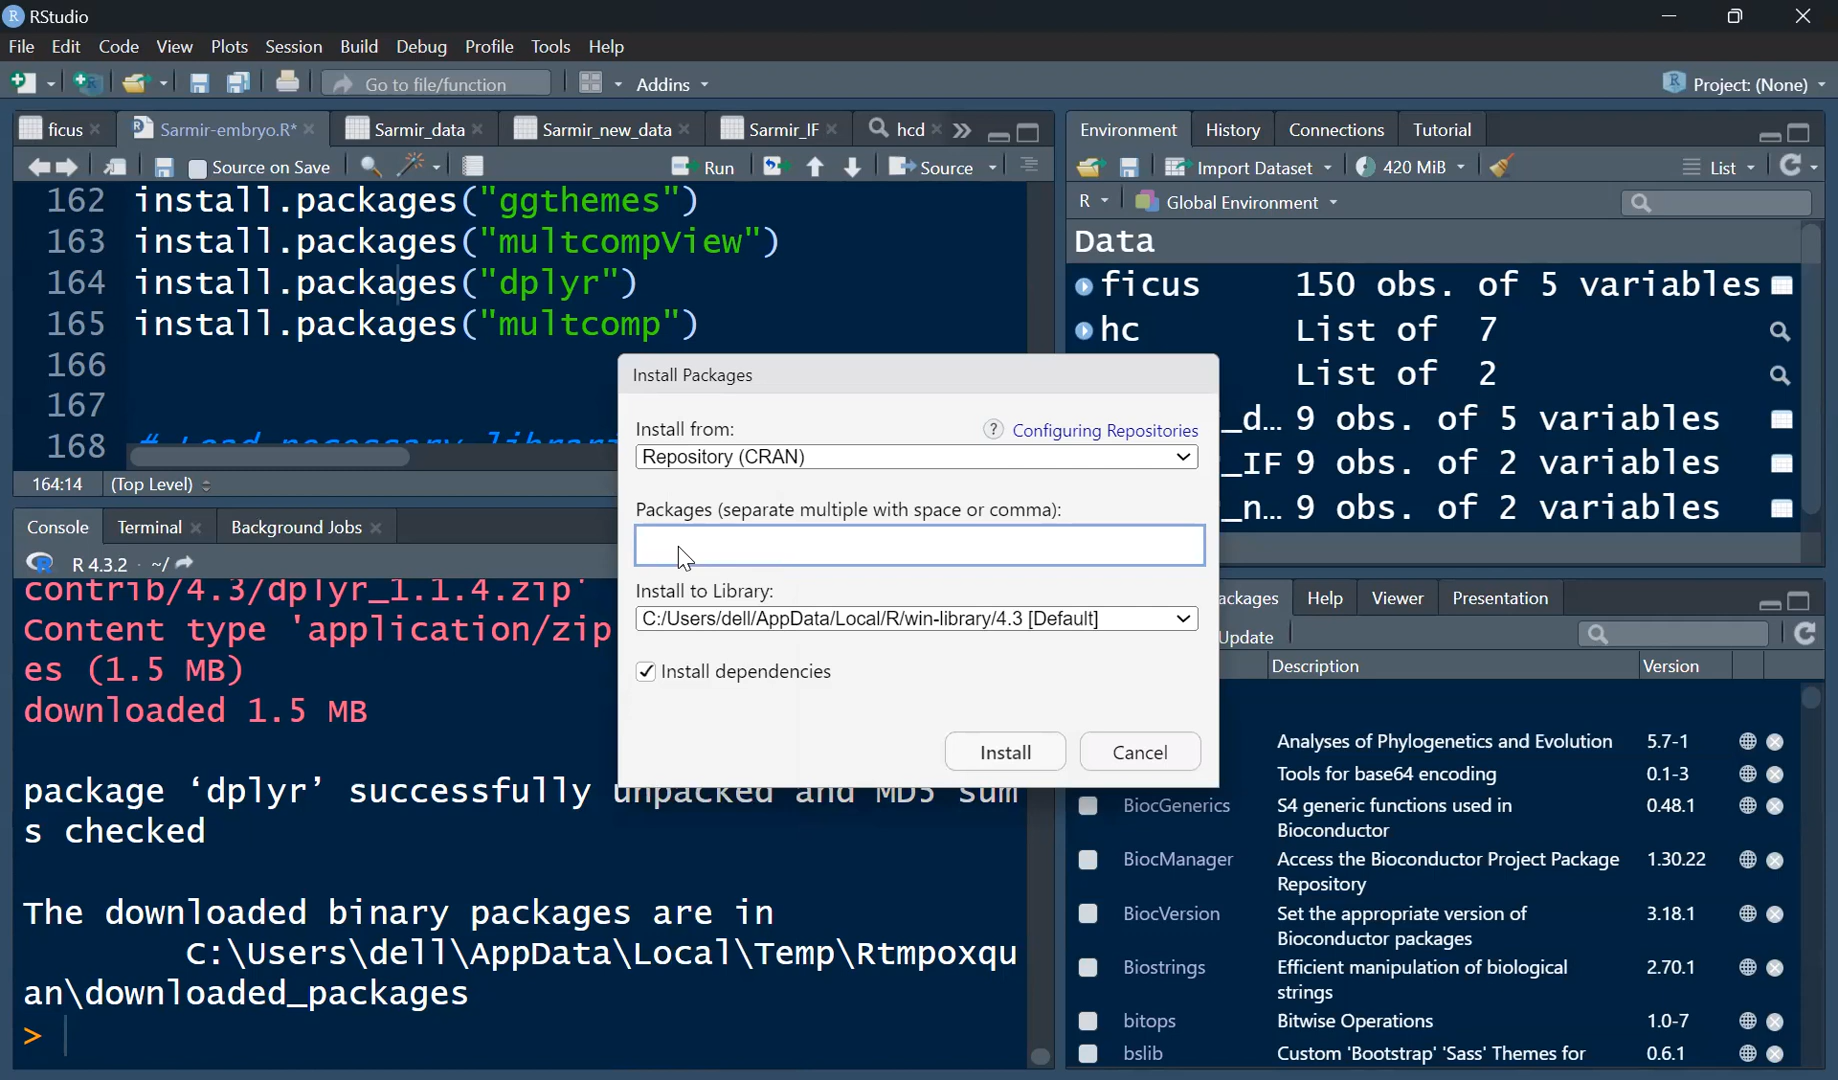 RStudio
File Edit Code View Plots Session Build Debug Profile Tools Help
Go to file/function Addins Project: (None)
ficus Sarmir-embryo.R* Sarmir_data Sarmir_new_data Sarmir_IF hcd
Source on Save Run Source
162 install.packages("ggthemes")
163 install.packages("multcompView")
164 install.packages("dplyr")
165 install.packages("multcomp")
166
167
168
164:14 (Top Level)
Console Terminal Background Jobs
R 4.3.2 · ~/
contrib/4.3/dplyr_1.1.4.zip'
Content type 'application/zip
es (1.5 MB)
downloaded 1.5 MB
package ‘dplyr’ successfully unpacked and MD5 sum
s checked
The downloaded binary packages are in
C:\Users\dell\AppData\Local\Temp\Rtmpoxqu
an\downloaded_packages
>
Install Packages
Install from: ? Configuring Repositories
Repository (CRAN)
Packages (separate multiple with space or comma):
Install to Library:
C:/Users/dell/AppData/Local/R/win-library/4.3 [Default]
Install dependencies
Install Cancel
Environment History Connections Tutorial
Import Dataset 420 MiB List
R Global Environment
Data
ficus 150 obs. of 5 variables
hc List of 7
List of 2
_d... 9 obs. of 5 variables
_IF 9 obs. of 2 variables
_n... 9 obs. of 2 variables
ackages Help Viewer Presentation
Update
Description Version
Analyses of Phylogenetics and Evolution 5.7-1
Tools for base64 encoding 0.1-3
BiocGenerics S4 generic functions used in 0.48.1
Bioconductor
BiocManager Access the Bioconductor Project Package 1.30.22
Repository
BiocVersion Set the appropriate version of 3.18.1
Bioconductor packages
Biostrings Efficient manipulation of biological 2.70.1
strings
bitops Bitwise Operations 1.0-7
bslib Custom 'Bootstrap' 'Sass' Themes for 0.6.1